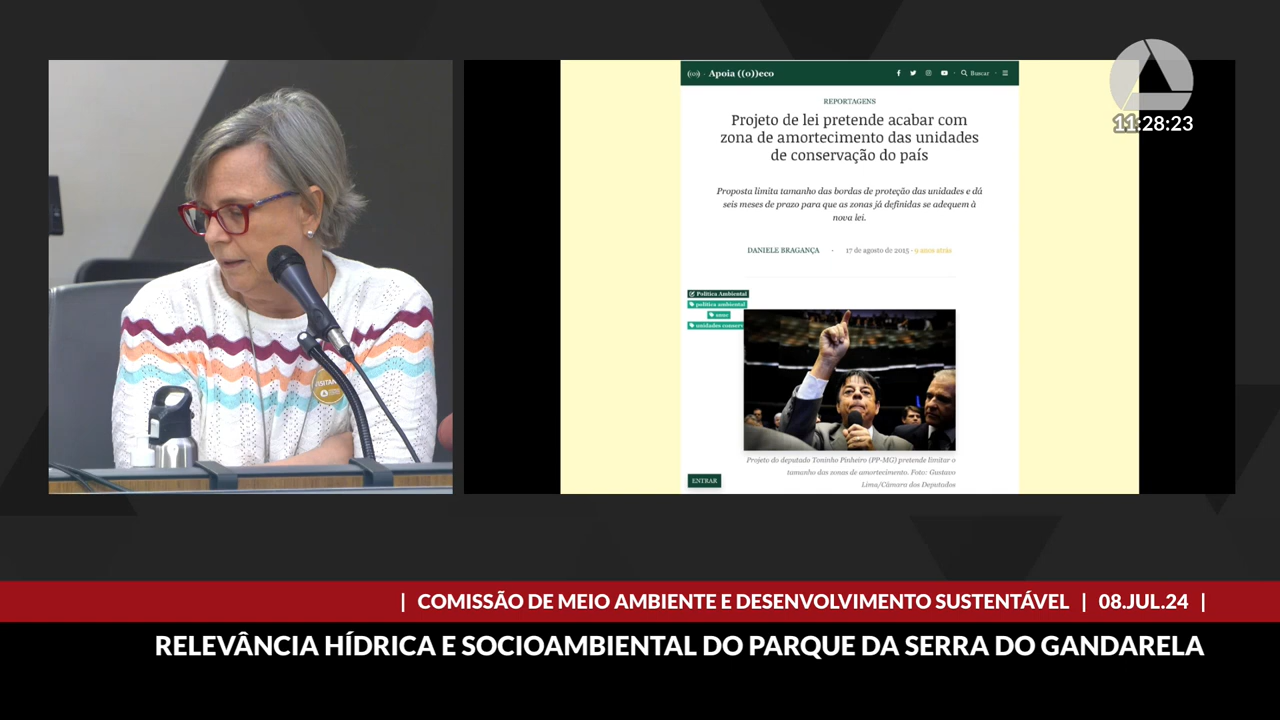 ((o)) · Apoia ((o))eco
Buscar
11:28:23
REPORTAGENS
Projeto de lei pretende acabar com
zona de amortecimento das unidades
de conservação do país
Proposta limita tamanho das bordas de proteção das unidades e dá
seis meses de prazo para que as zonas já definidas se adequem à
nova lei.
DANIELE BRAGANÇA · 17 de agosto de 2015 · 9 anos atrás
Política Ambiental
política ambiental
snuc
unidades conserv
Projeto do deputado Toninho Pinheiro (PP-MG) pretende limitar o
tamanho das zonas de amortecimento. Foto: Gustavo
Lima/Câmara dos Deputados
ENTRAR
| COMISSÃO DE MEIO AMBIENTE E DESENVOLVIMENTO SUSTENTÁVEL | 08.JUL.24 |
RELEVÂNCIA HÍDRICA E SOCIOAMBIENTAL DO PARQUE DA SERRA DO GANDARELA